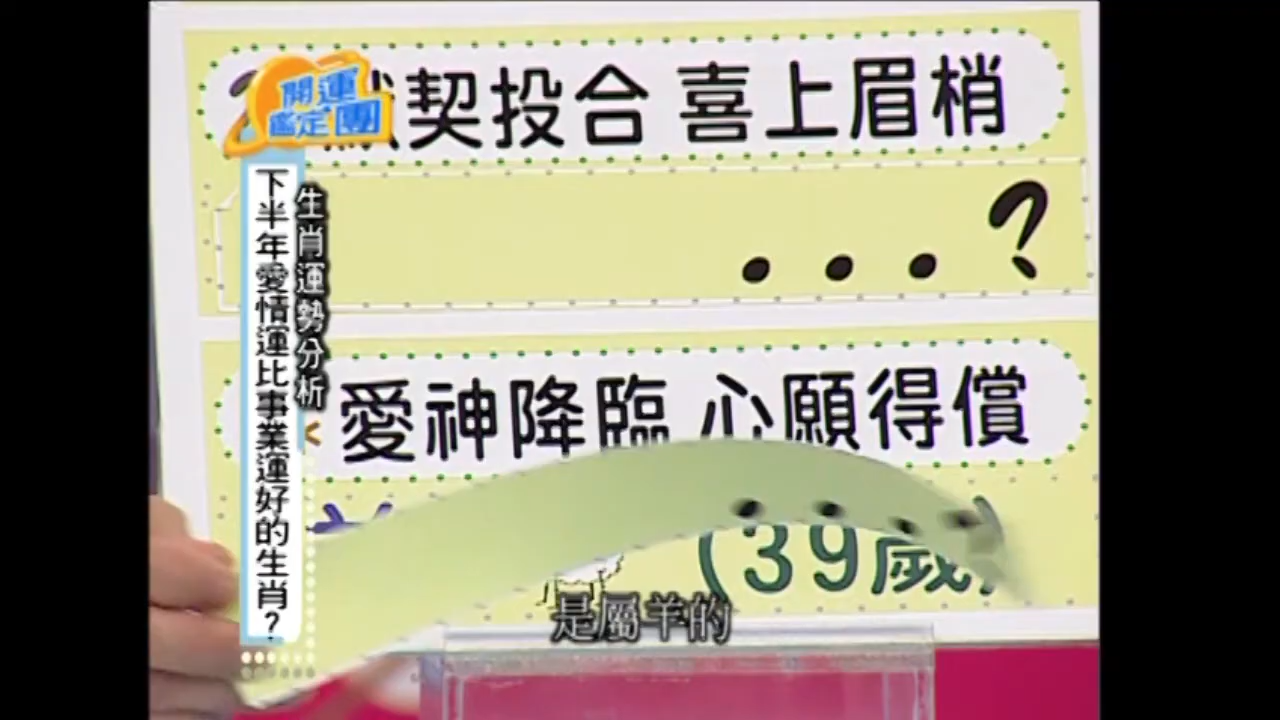 開運
鑑定團
默契投合 喜上眉梢
...?
生肖運勢分析
下半年愛情運比事業運好的生肖?
愛神降臨 心願得償
(39歲)
是屬羊的